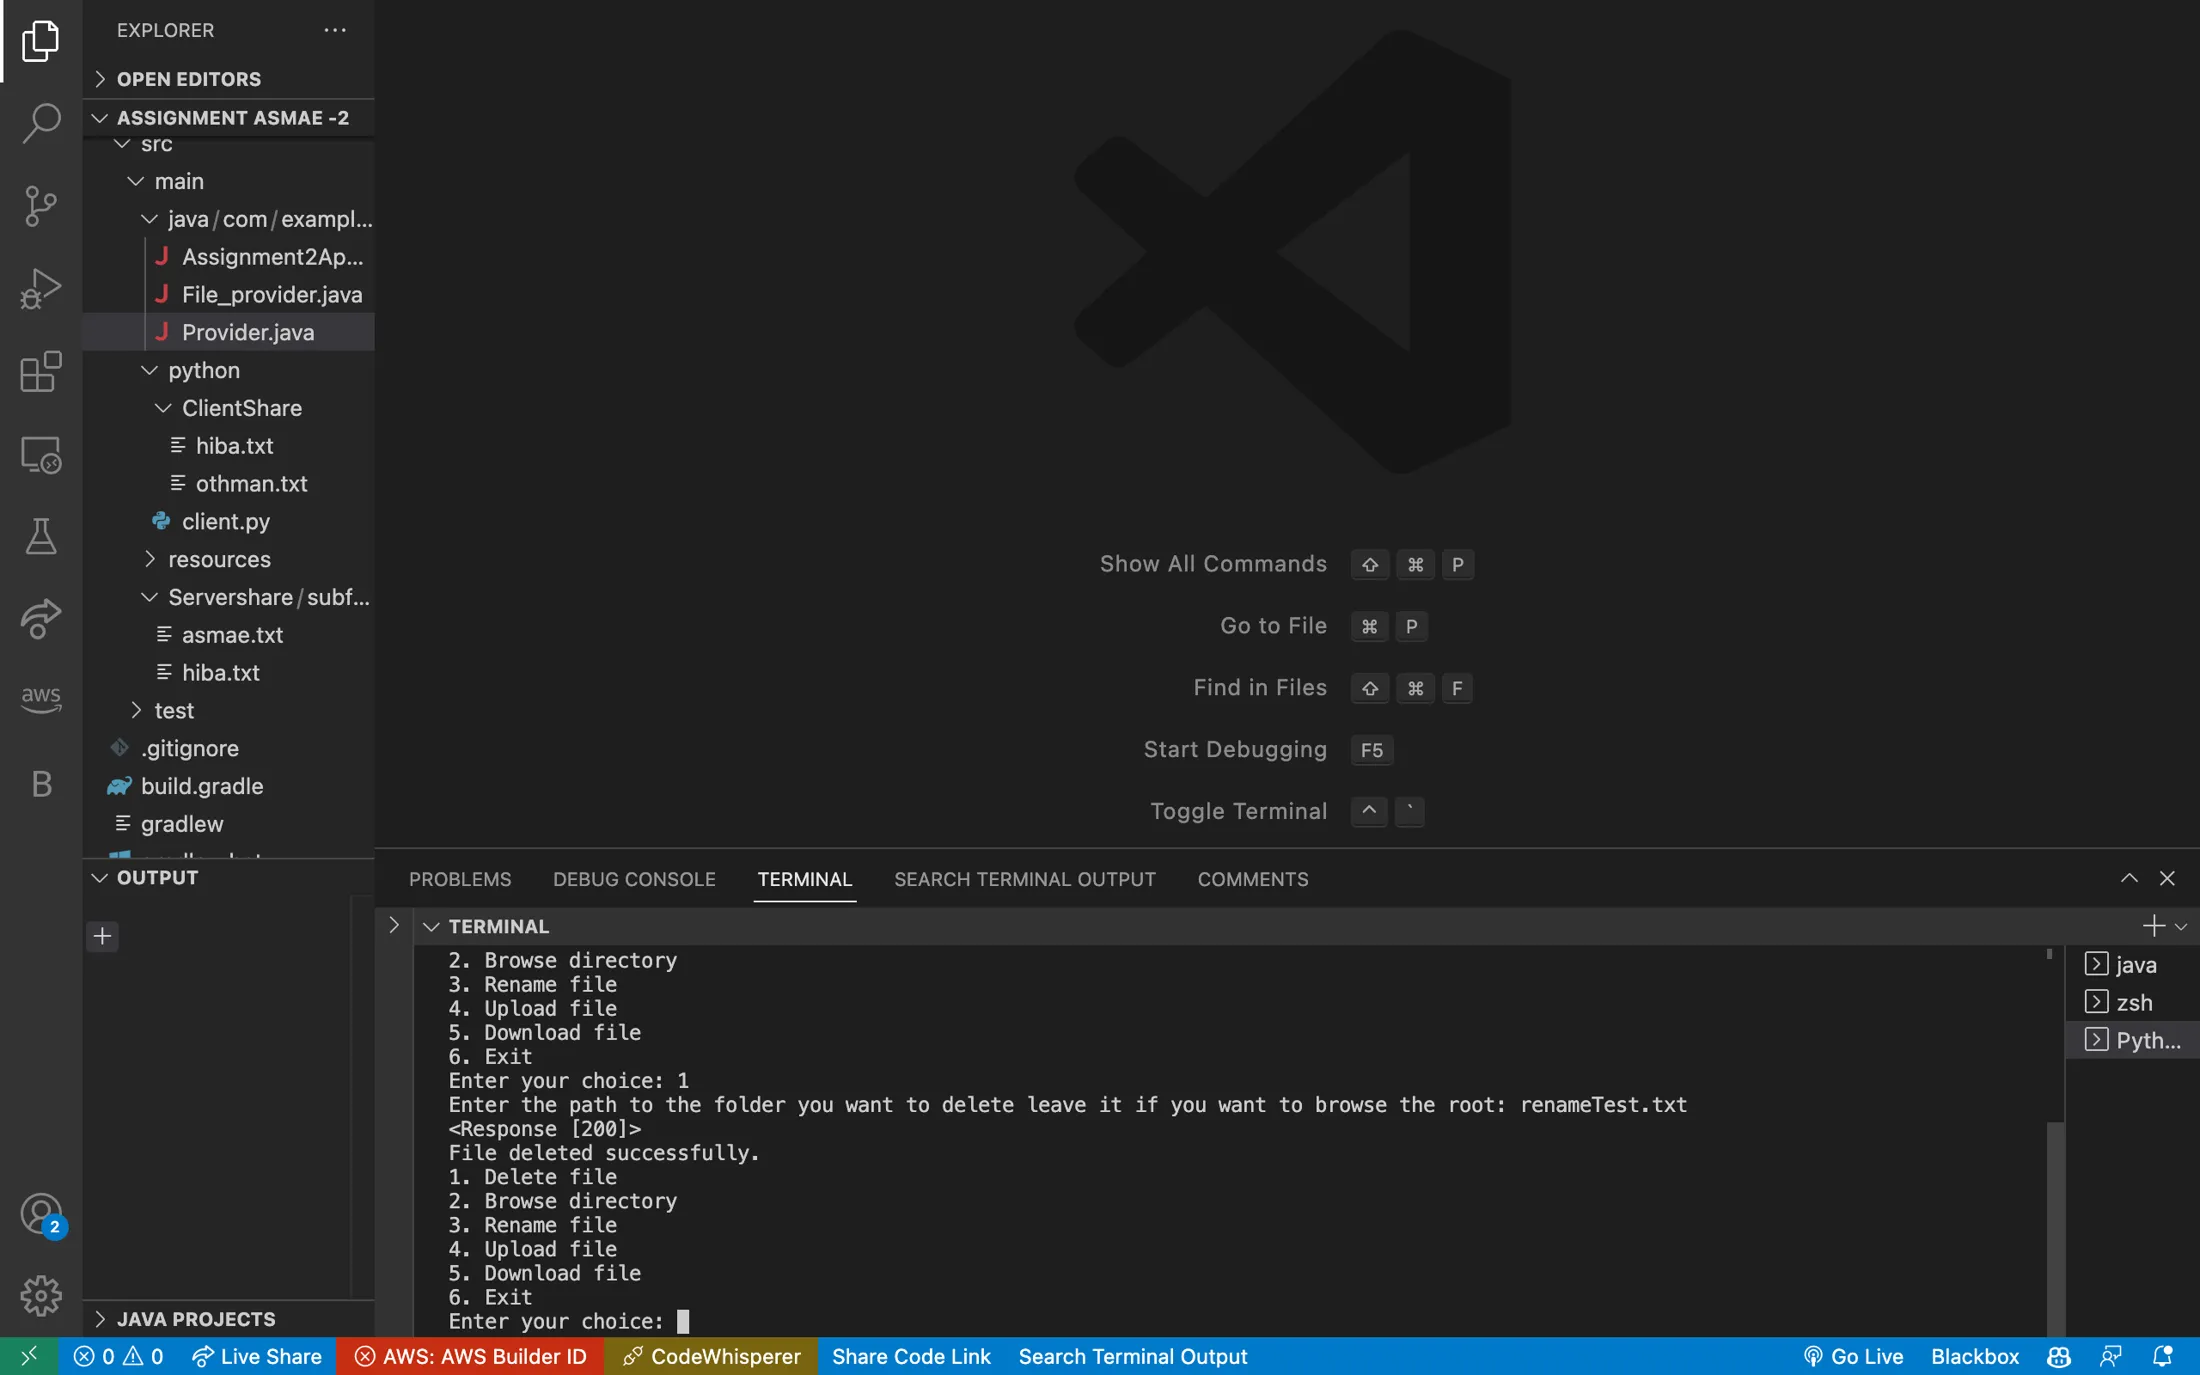 EXPLORER
OPEN EDITORS
ASSIGNMENT ASMAE -2
src
main
java/com/exampl...
Assignment2Ap...
File_provider.java
Provider.java
python
ClientShare
hiba.txt
othman.txt
client.py
resources
Servershare/subf...
asmae.txt
hiba.txt
test
.gitignore
build.gradle
gradlew
aws
B
2
OUTPUT
JAVA PROJECTS
Show All Commands ⇧ ⌘ P
Go to File ⌘ P
Find in Files ⇧ ⌘ F
Start Debugging F5
Toggle Terminal ^ `
PROBLEMS DEBUG CONSOLE TERMINAL SEARCH TERMINAL OUTPUT COMMENTS
TERMINAL
2. Browse directory
3. Rename file
4. Upload file
5. Download file
6. Exit
Enter your choice: 1
Enter the path to the folder you want to delete leave it if you want to browse the root: renameTest.txt
<Response [200]>
File deleted successfully.
1. Delete file
2. Browse directory
3. Rename file
4. Upload file
5. Download file
6. Exit
Enter your choice:
java
zsh
Pyth...
0 0 Live Share AWS: AWS Builder ID CodeWhisperer Share Code Link Search Terminal Output Go Live Blackbox